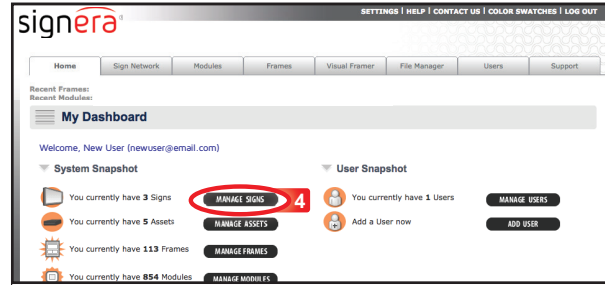 signera
SETTINGS | HELP | CONTACT US | COLOR SWATCHES | LOG OUT
Home Sign Network Modules Frames Visual Framer File Manager Users Support
Recent Frames:
Recent Modules:
My Dashboard
Welcome, New User (newuser@email.com)
System Snapshot
User Snapshot
You currently have 3 Signs MANAGE SIGNS 4
You currently have 1 Users MANAGE USERS
You currently have 5 Assets MANAGE ASSETS
Add a User now ADD USER
You currently have 113 Frames MANAGE FRAMES
You currently have 854 Modules MANAGE MODULES